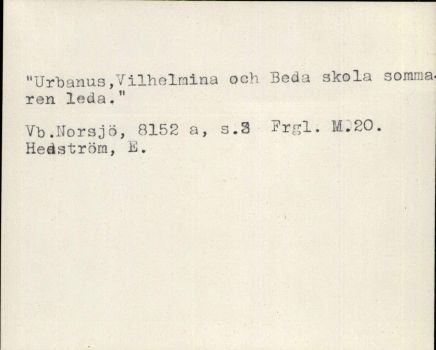 "Urbanus,Vilhelmina och Beda skola somma-
ren leda."
Vb.Norsjö, 8152 a, s.3 Frgl. M.20.
Hedström, E.